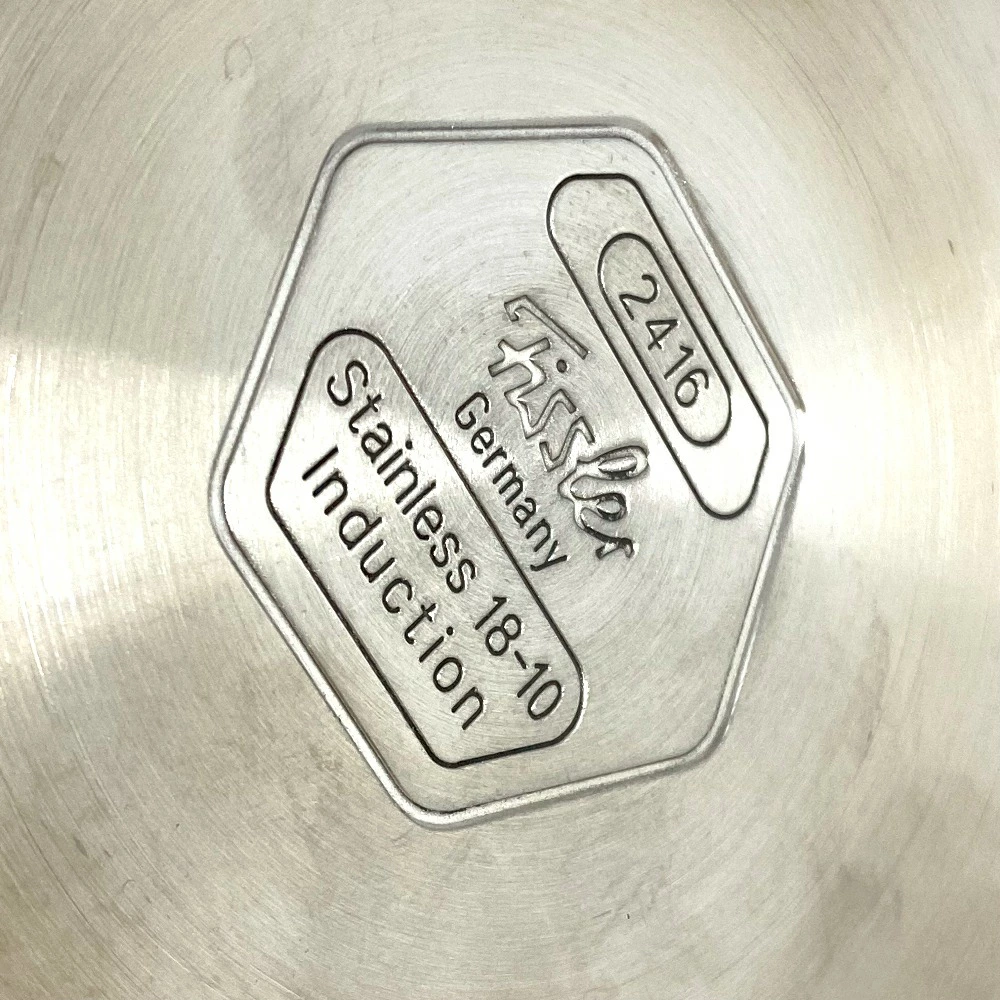 2416
Fissler
Germany
Stainless 18-10
Induction